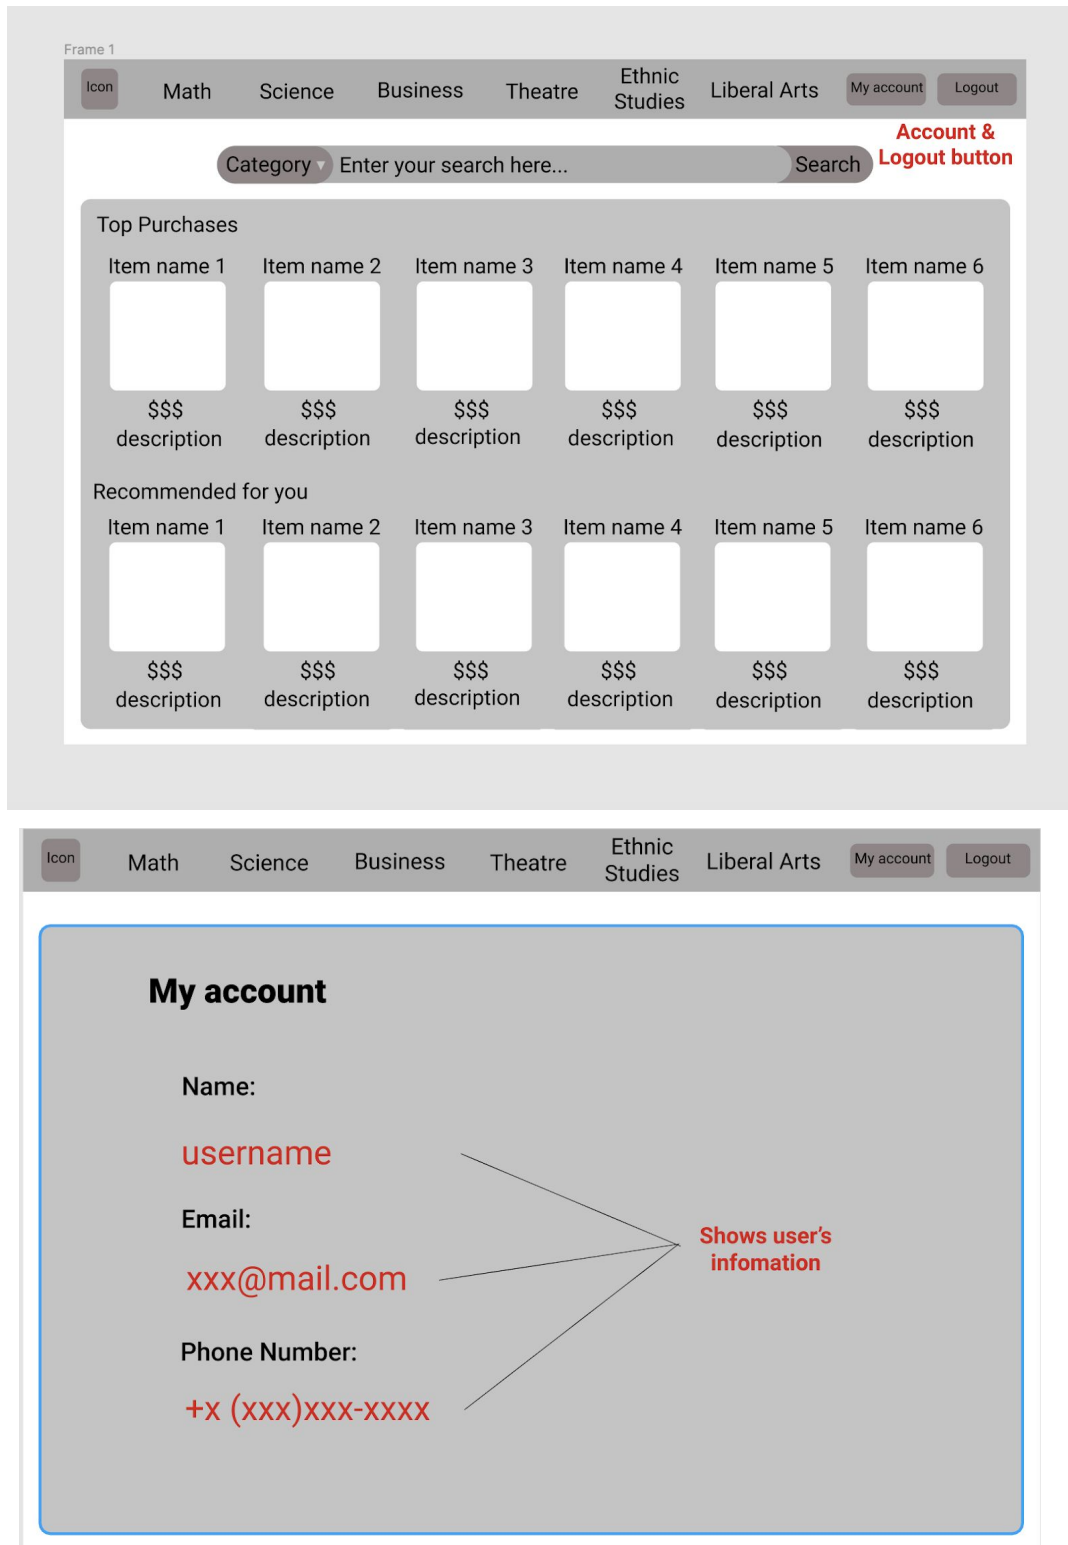 Frame 1
Icon Math Science Business Theatre Ethnic Studies Liberal Arts My account Logout
Account &
Logout button
Category ▾ Enter your search here... Search
Top Purchases
Item name 1 Item name 2 Item name 3 Item name 4 Item name 5 Item name 6
$$$ $$$ $$$ $$$ $$$ $$$
description description description description description description
Recommended for you
Item name 1 Item name 2 Item name 3 Item name 4 Item name 5 Item name 6
$$$ $$$ $$$ $$$ $$$ $$$
description description description description description description
Icon Math Science Business Theatre Ethnic Studies Liberal Arts My account Logout
My account
Name:
username
Email:
Shows user’s
infomation
xxx@mail.com
Phone Number:
+x (xxx)xxx-xxxx